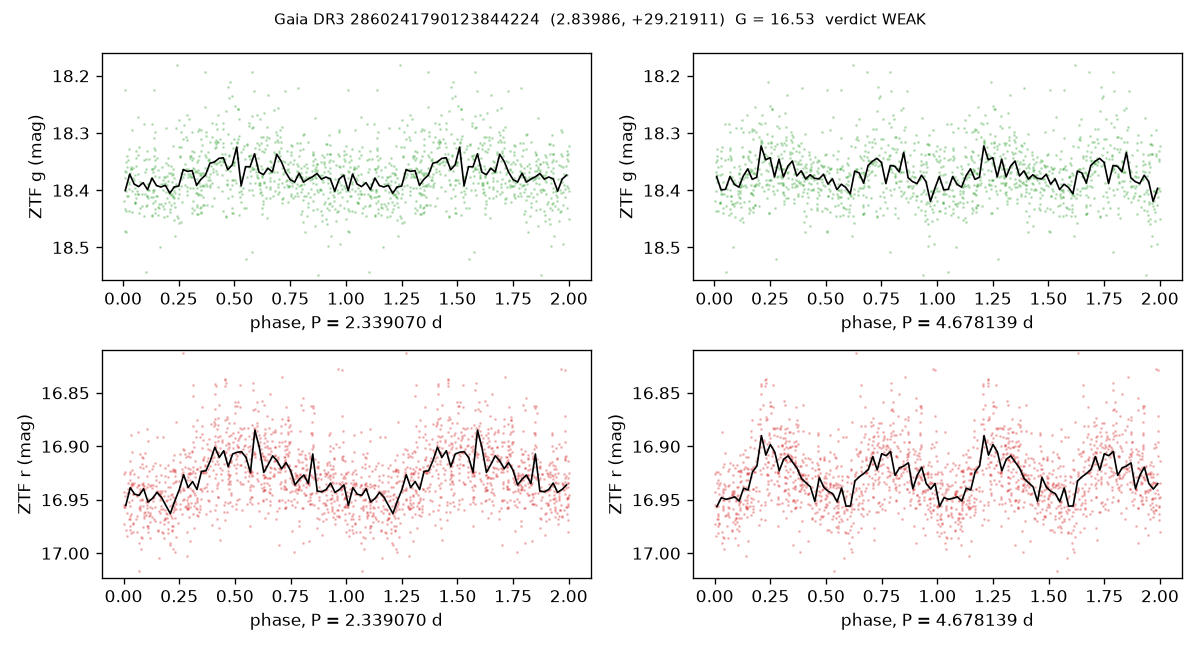 Gaia DR3 2860241790123844224  (2.83986, +29.21911)  G = 16.53  verdict WEAK
ZTF g (mag)
18.2
18.3
18.4
18.5
0.00 0.25 0.50 0.75 1.00 1.25 1.50 1.75 2.00
phase, P = 2.339070 d
ZTF g (mag)
18.2
18.3
18.4
18.5
0.00 0.25 0.50 0.75 1.00 1.25 1.50 1.75 2.00
phase, P = 4.678139 d
ZTF r (mag)
16.85
16.90
16.95
17.00
0.00 0.25 0.50 0.75 1.00 1.25 1.50 1.75 2.00
phase, P = 2.339070 d
ZTF r (mag)
16.85
16.90
16.95
17.00
0.00 0.25 0.50 0.75 1.00 1.25 1.50 1.75 2.00
phase, P = 4.678139 d